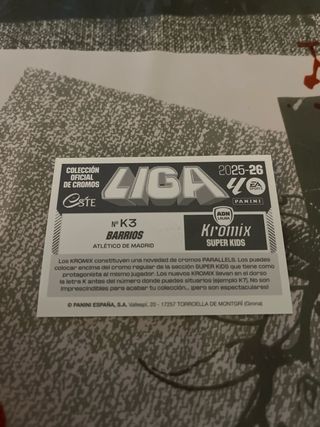 COLECCIÓN
OFICIAL
DE CROMOS
Este
LIGA
2025-26
EA
PANINI
Nº K3
BARRIOS
ATLÉTICO DE MADRID
ADN
LALIGA
Kromix
SUPER KIDS
Los KROMIX constituyen una novedad de cromos PARALLELS. Los puedes
colocar encima del cromo regular de la sección SUPER KIDS que tiene como
protagonista al mismo jugador. Los nuevos KROMIX llevan en el dorso
la letra K antes del número donde puedes situarlos (ejemplo K7). No son
imprescindibles para acabar tu colección... ¡pero son espectaculares!
© PANINI ESPAÑA, S.A. Vallespí, 20 - 17257 TORROELLA DE MONTGRÍ (Girona)